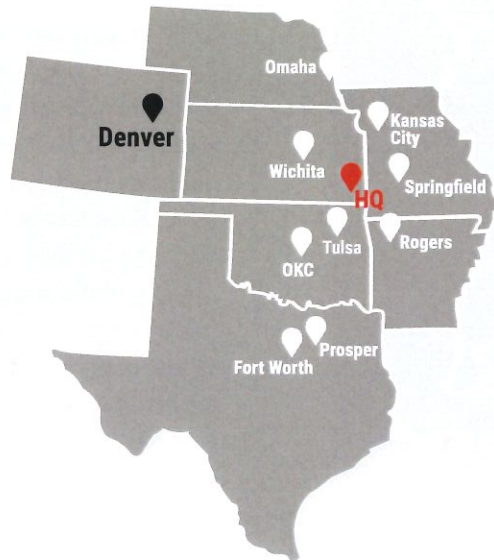 Omaha
Denver
Kansas
City
Wichita
Springfield
HQ
Tulsa
Rogers
OKC
Prosper
Fort Worth